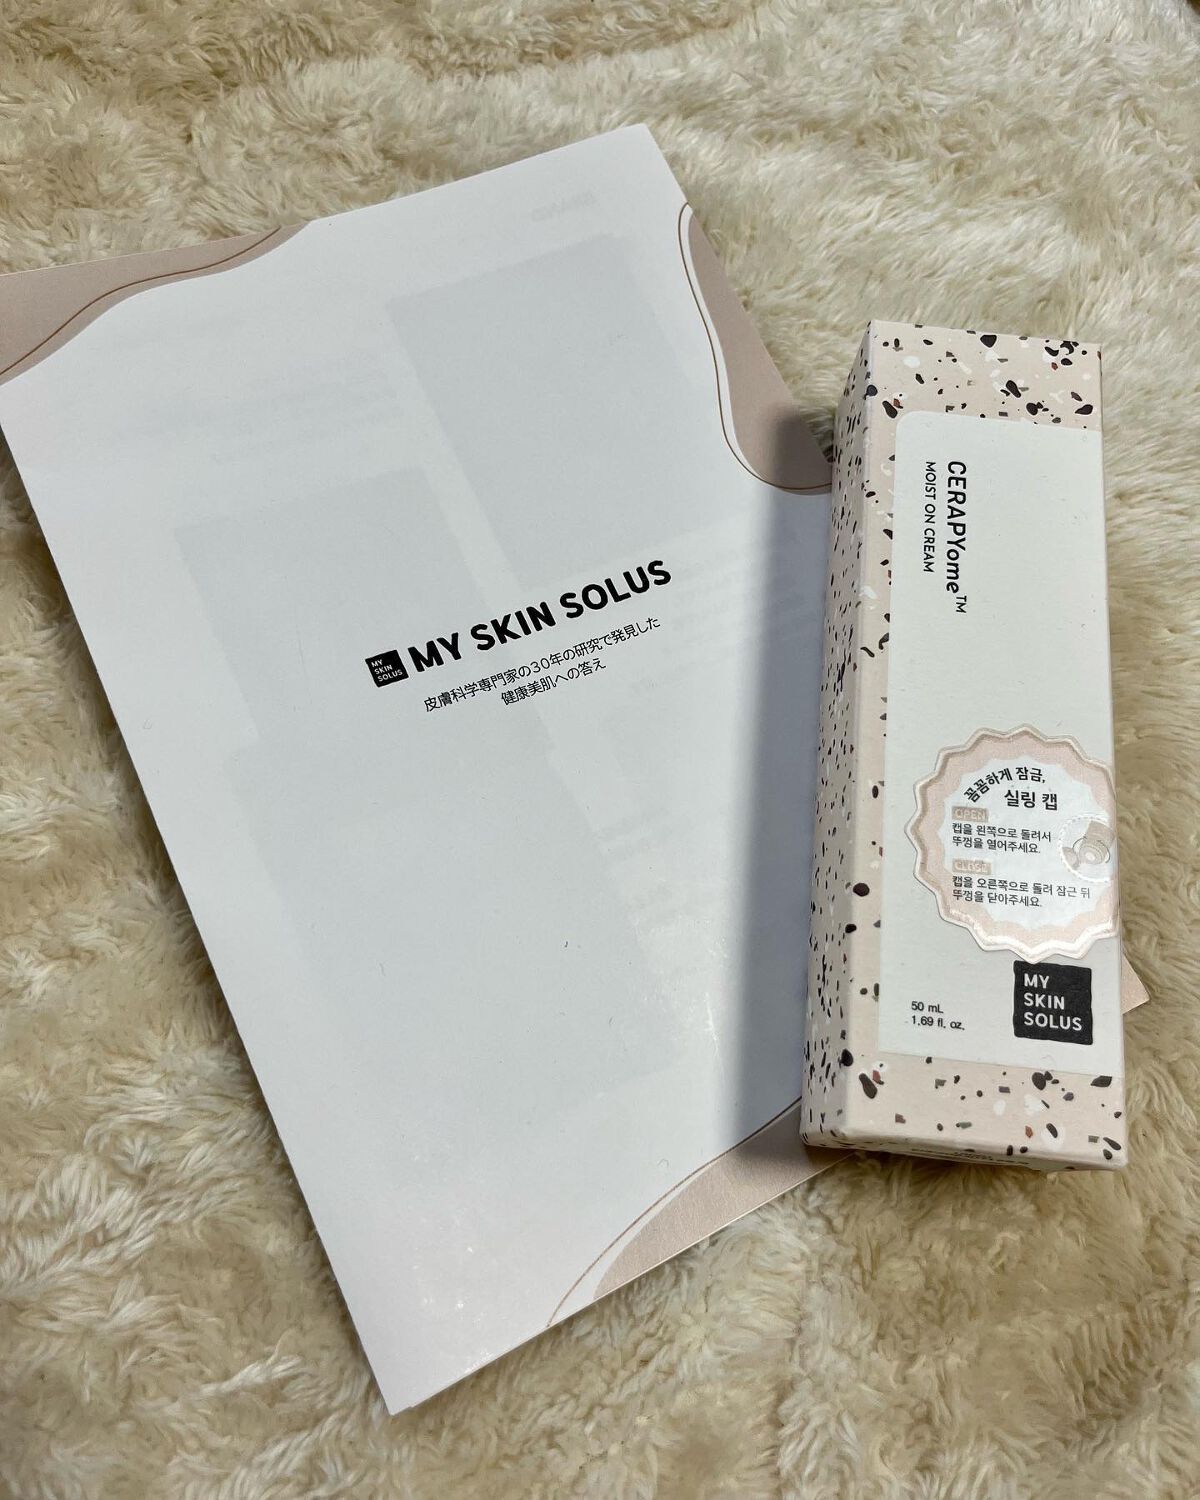 MY
SKIN
SOLUS
MY SKIN SOLUS
皮膚科学専門家の30年の研究で発見した
健康美肌への答え
CERAPYome™
MOIST ON CREAM
꼼꼼하게 잠금,
실링 캡
OPEN
캡을 왼쪽으로 돌려서
뚜껑을 열어주세요.
CLOSE
캡을 오른쪽으로 돌려 잠근 뒤
뚜껑을 닫아주세요.
50 mL
1.69 fl. oz.
MY
SKIN
SOLUS